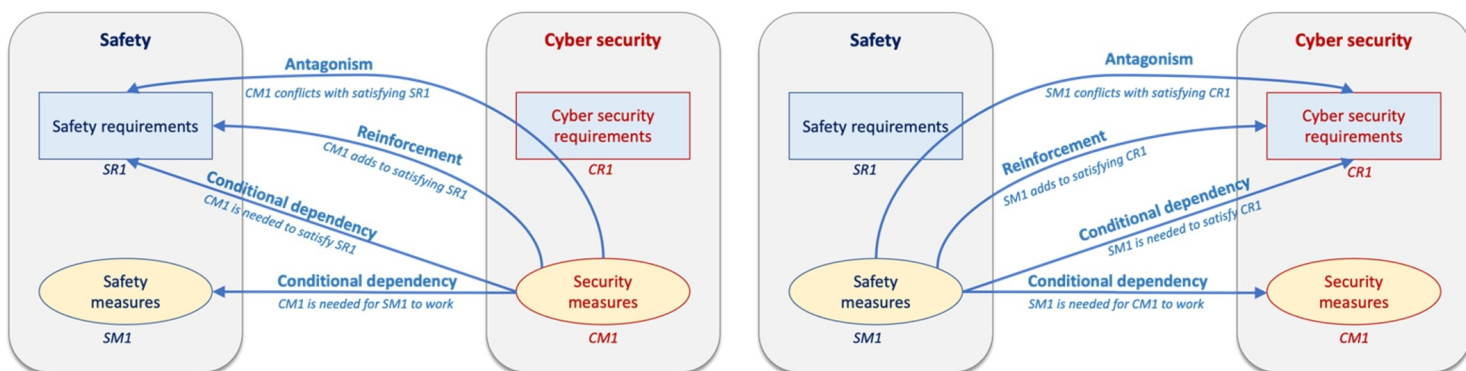 Safety
Cyber security
Antagonism
CM1 conflicts with satisfying SR1
Safety requirements
SR1
Reinforcement
CM1 adds to satisfying SR1
Cyber security
requirements
CR1
Conditional dependency
CM1 is needed to satisfy SR1
Safety
measures
SM1
Conditional dependency
CM1 is needed for SM1 to work
Security
measures
CM1
Safety
Cyber security
Antagonism
SM1 conflicts with satisfying CR1
Safety requirements
SR1
Reinforcement
SM1 adds to satisfying CR1
Cyber security
requirements
CR1
Conditional dependency
SM1 is needed to satisfy CR1
Safety
measures
SM1
Conditional dependency
SM1 is needed for CM1 to work
Security
measures
CM1